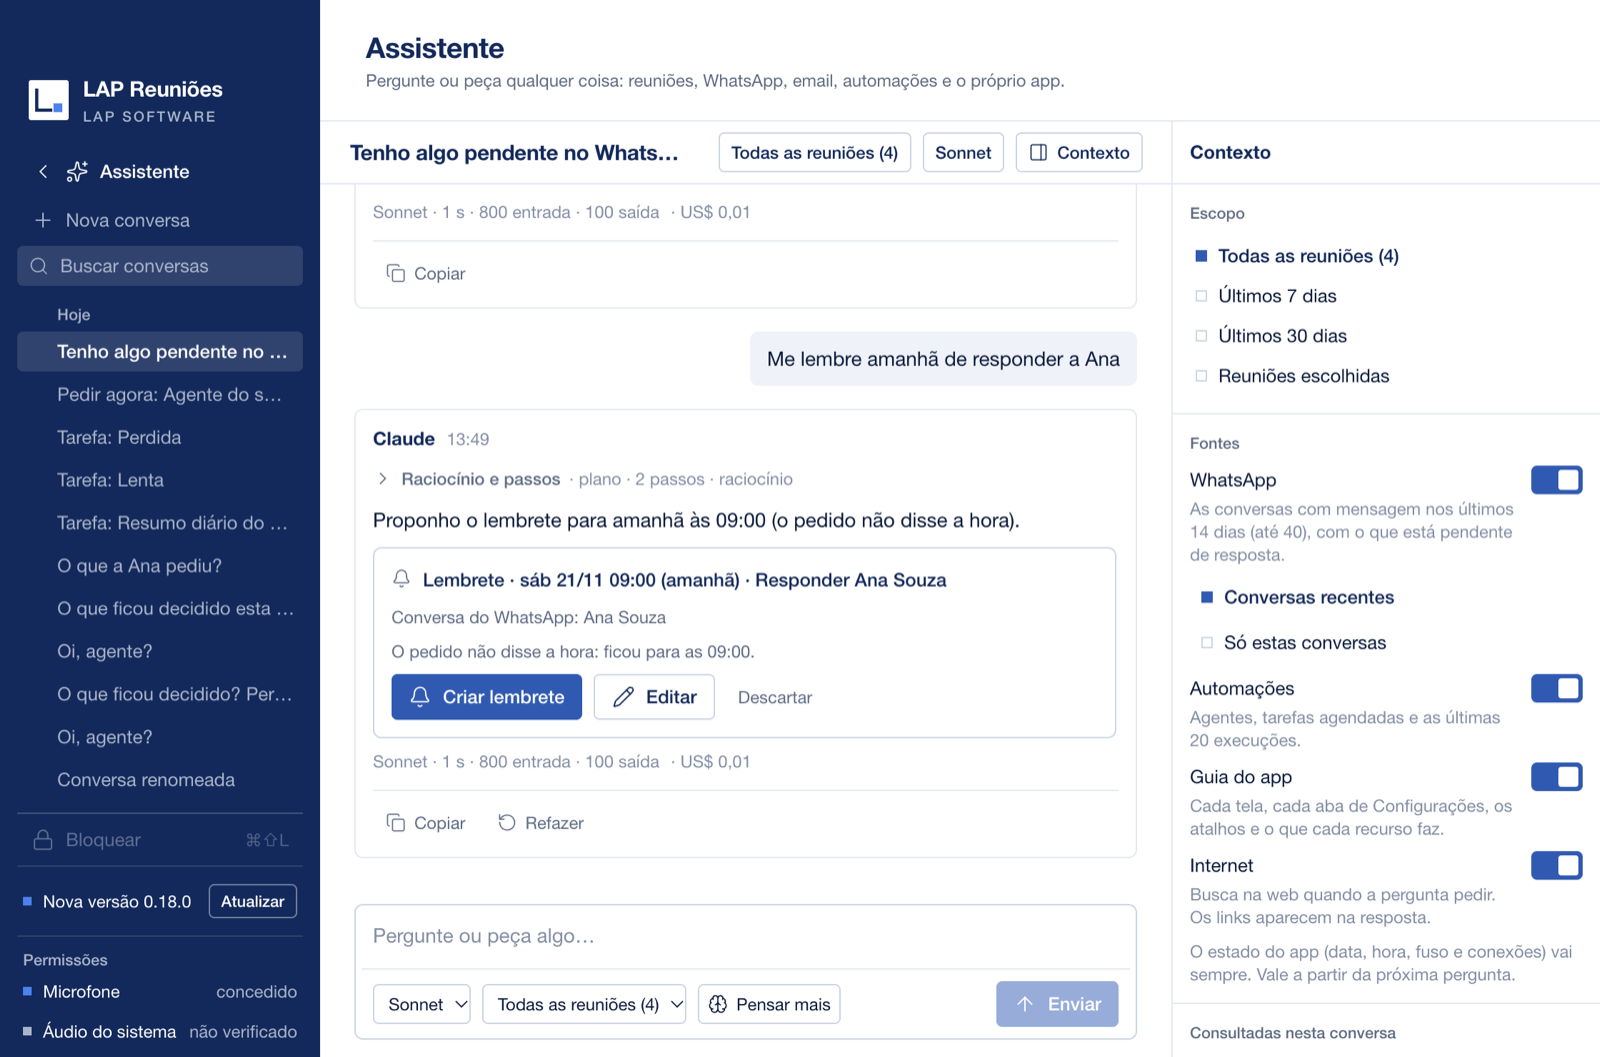 LAP Reuniões
LAP SOFTWARE
Assistente
Nova conversa
Buscar conversas
Hoje
Tenho algo pendente no ...
Pedir agora: Agente do s...
Tarefa: Perdida
Tarefa: Lenta
Tarefa: Resumo diário do ...
O que a Ana pediu?
O que ficou decidido esta ...
Oi, agente?
O que ficou decidido? Per...
Oi, agente?
Conversa renomeada
Bloquear ⌘⇧L
Nova versão 0.18.0 Atualizar
Permissões
Microfone concedido
Áudio do sistema não verificado
Assistente
Pergunte ou peça qualquer coisa: reuniões, WhatsApp, email, automações e o próprio app.
Tenho algo pendente no Whats... Todas as reuniões (4) Sonnet Contexto
Sonnet · 1 s · 800 entrada · 100 saída · US$ 0,01
Copiar
Me lembre amanhã de responder a Ana
Claude 13:49
Raciocínio e passos · plano · 2 passos · raciocínio
Proponho o lembrete para amanhã às 09:00 (o pedido não disse a hora).
Lembrete · sáb 21/11 09:00 (amanhã) · Responder Ana Souza
Conversa do WhatsApp: Ana Souza
O pedido não disse a hora: ficou para as 09:00.
Criar lembrete Editar Descartar
Sonnet · 1 s · 800 entrada · 100 saída · US$ 0,01
Copiar Refazer
Pergunte ou peça algo...
Sonnet Todas as reuniões (4) Pensar mais Enviar
Contexto
Escopo
Todas as reuniões (4)
Últimos 7 dias
Últimos 30 dias
Reuniões escolhidas
Fontes
WhatsApp
As conversas com mensagem nos últimos
14 dias (até 40), com o que está pendente
de resposta.
Conversas recentes
Só estas conversas
Automações
Agentes, tarefas agendadas e as últimas
20 execuções.
Guia do app
Cada tela, cada aba de Configurações, os
atalhos e o que cada recurso faz.
Internet
Busca na web quando a pergunta pedir.
Os links aparecem na resposta.
O estado do app (data, hora, fuso e conexões) vai
sempre. Vale a partir da próxima pergunta.
Consultadas nesta conversa